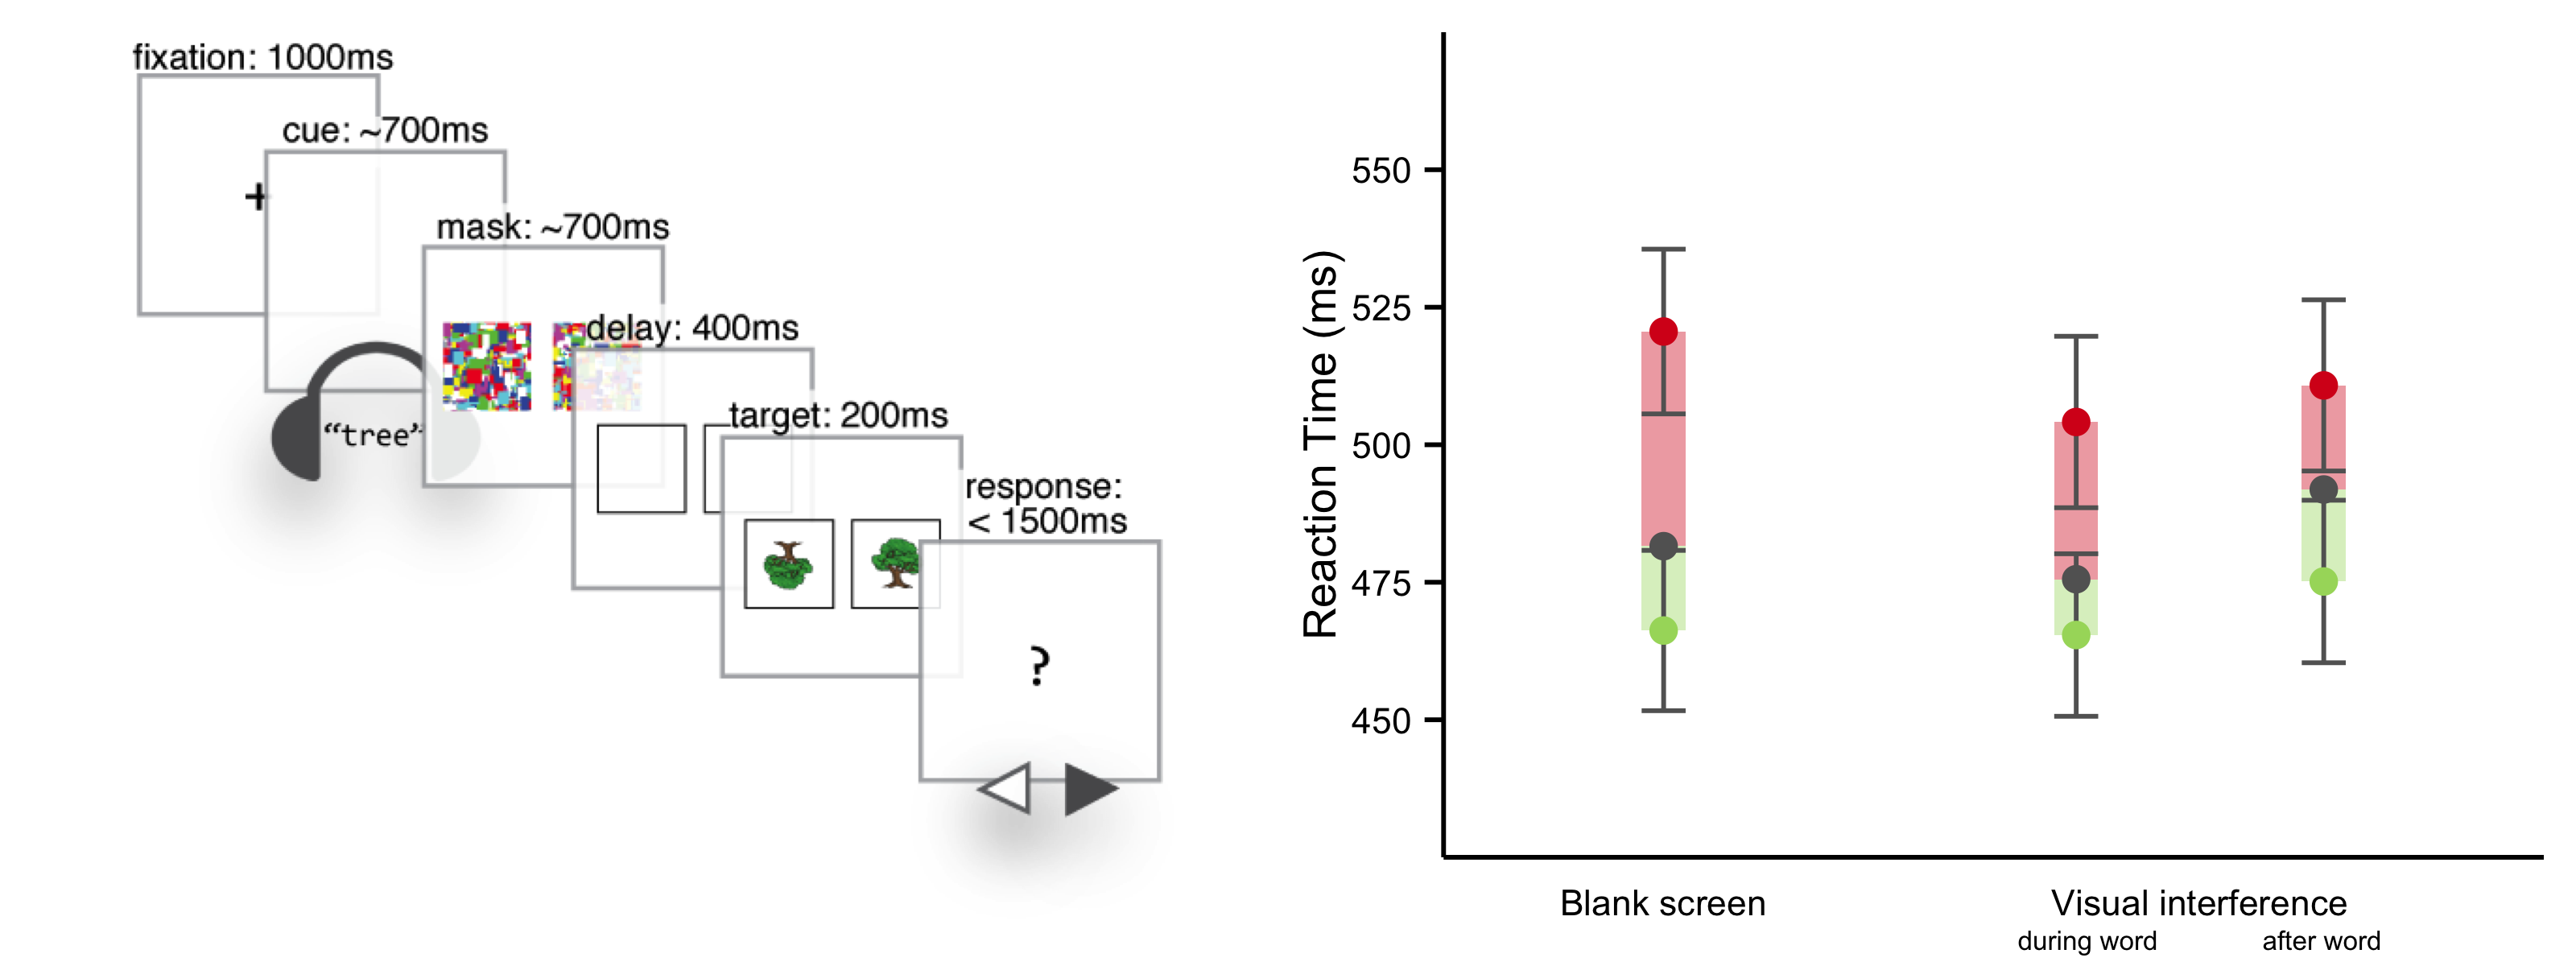 fixation: 1000ms
+
cue: ~700ms
“tree”
mask: ~700ms
delay: 400ms
target: 200ms
response:
< 1500ms
?
Reaction Time (ms)
550
525
500
475
450
Blank screen
Visual interference
during word
after word